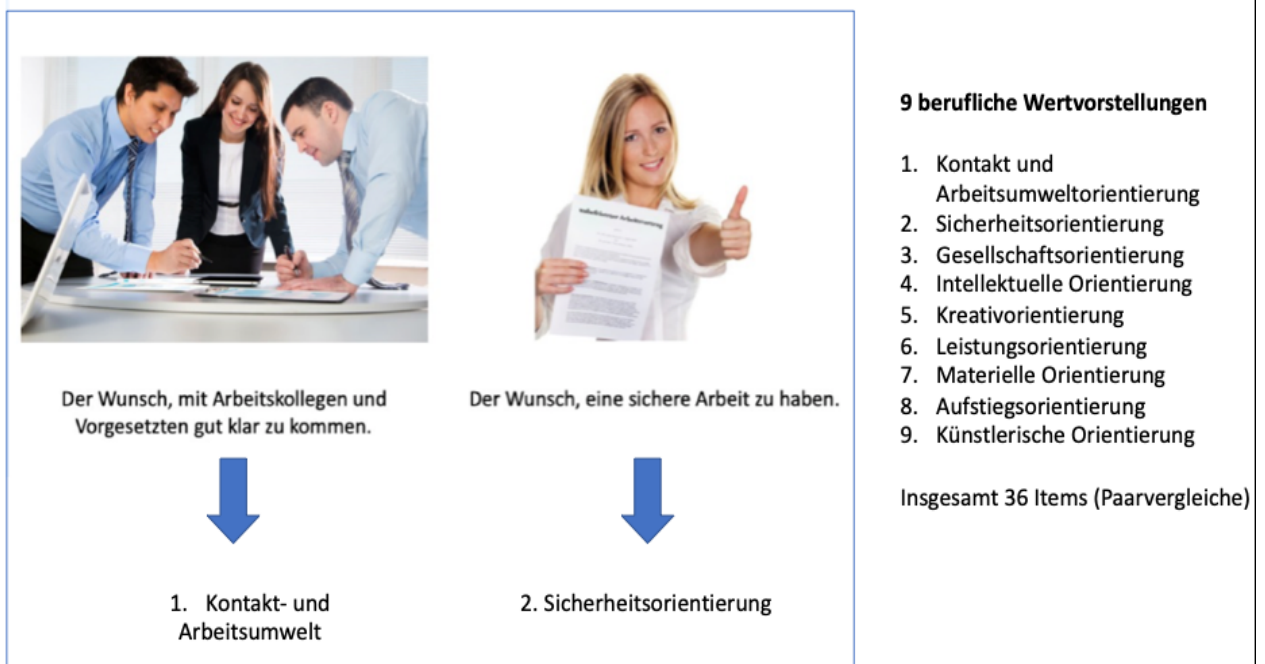 Der Wunsch, mit Arbeitskollegen und
Vorgesetzten gut klar zu kommen.
Der Wunsch, eine sichere Arbeit zu haben.
1. Kontakt- und
Arbeitsumwelt
2. Sicherheitsorientierung
9 berufliche Wertvorstellungen
1. Kontakt und
Arbeitsumweltorientierung
2. Sicherheitsorientierung
3. Gesellschaftsorientierung
4. Intellektuelle Orientierung
5. Kreativorientierung
6. Leistungsorientierung
7. Materielle Orientierung
8. Aufstiegsorientierung
9. Künstlerische Orientierung
Insgesamt 36 Items (Paarvergleiche)